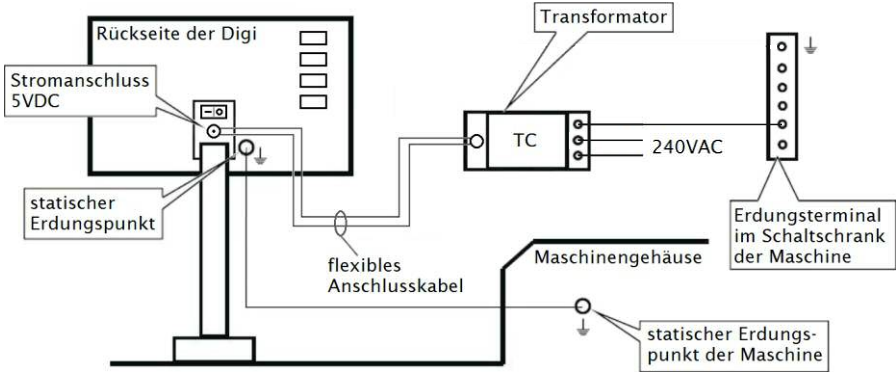 Rückseite der Digi
Transformator
Stromanschluss
5VDC
TC
240VAC
statischer
Erdungspunkt
flexibles
Anschlusskabel
Maschinengehäuse
Erdungsterminal
im Schaltschrank
der Maschine
statischer Erdungs-
punkt der Maschine